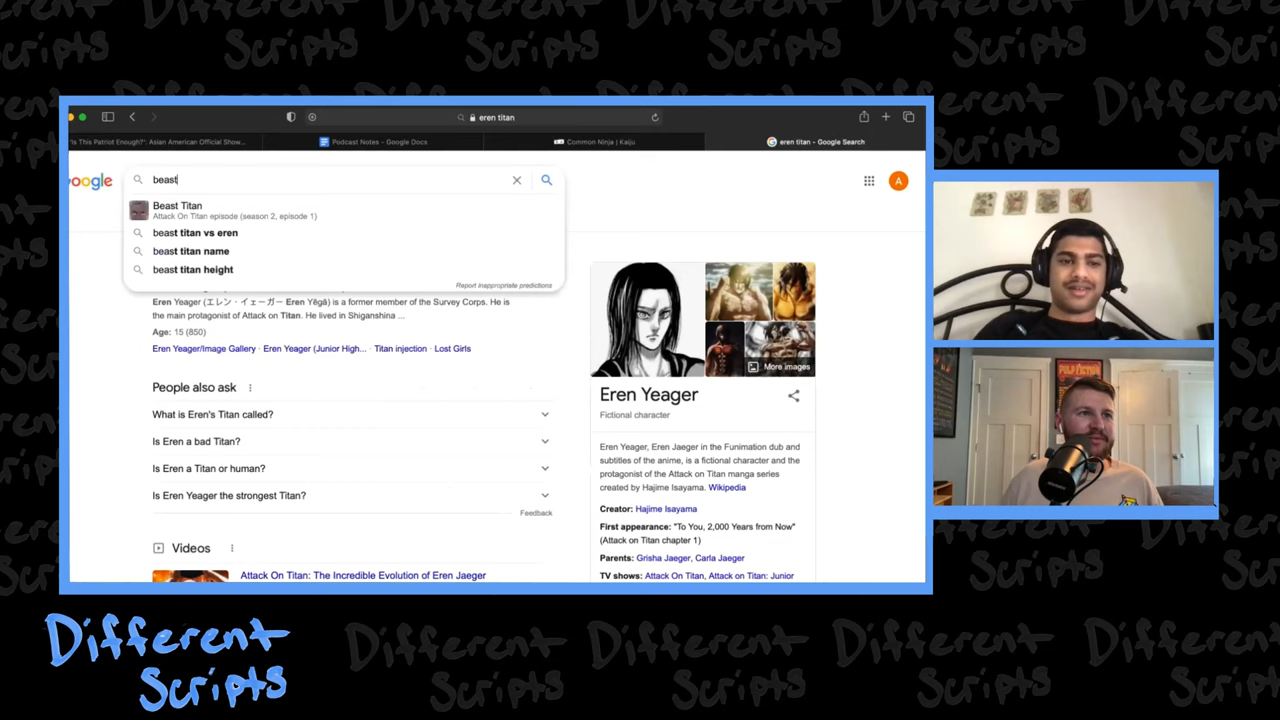 Different Scripts
eren titan
"Is This Patriot Enough?': Asian American Official Show...
Podcast Notes - Google Docs
Common Ninja | Kaiju
eren titan - Google Search
oogle
beast
A
Beast Titan
Attack On Titan episode (season 2, episode 1)
beast titan vs eren
beast titan name
beast titan height
Report inappropriate predictions
Eren Yeager (エレン・イェーガー Eren Yēgā) is a former member of the Survey Corps. He is
the main protagonist of Attack on Titan. He lived in Shiganshina ...
Age: 15 (850)
Eren Yeager/Image Gallery · Eren Yeager (Junior High... · Titan injection · Lost Girls
People also ask
What is Eren's Titan called?
Is Eren a bad Titan?
Is Eren a Titan or human?
Is Eren Yeager the strongest Titan?
Feedback
Videos
Attack On Titan: The Incredible Evolution of Eren Jaeger
More images
Eren Yeager
Fictional character
Eren Yeager, Eren Jaeger in the Funimation dub and
subtitles of the anime, is a fictional character and the
protagonist of the Attack on Titan manga series
created by Hajime Isayama. Wikipedia
Creator: Hajime Isayama
First appearance: "To You, 2,000 Years from Now"
(Attack on Titan chapter 1)
Parents: Grisha Jaeger, Carla Jaeger
TV shows: Attack On Titan, Attack on Titan: Junior
PULP FICTION
Different
Scripts